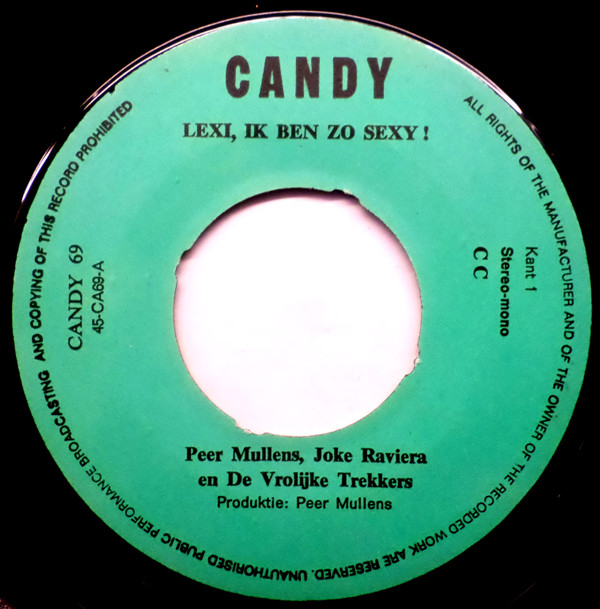 CANDY
LEXI, IK BEN ZO SEXY!
CANDY 69
45-CA69-A
Kant 1
Stereo-mono
C C
Peer Mullens, Joke Raviera
en De Vrolijke Trekkers
Produktie: Peer Mullens
ALL RIGHTS OF THE MANUFACTURER AND OF THE OWNER OF THE RECORDED WORK ARE RESERVED. UNAUTHORISED PUBLIC PERFORMANCE BROADCASTING AND COPYING OF THIS RECORD PROHIBITED